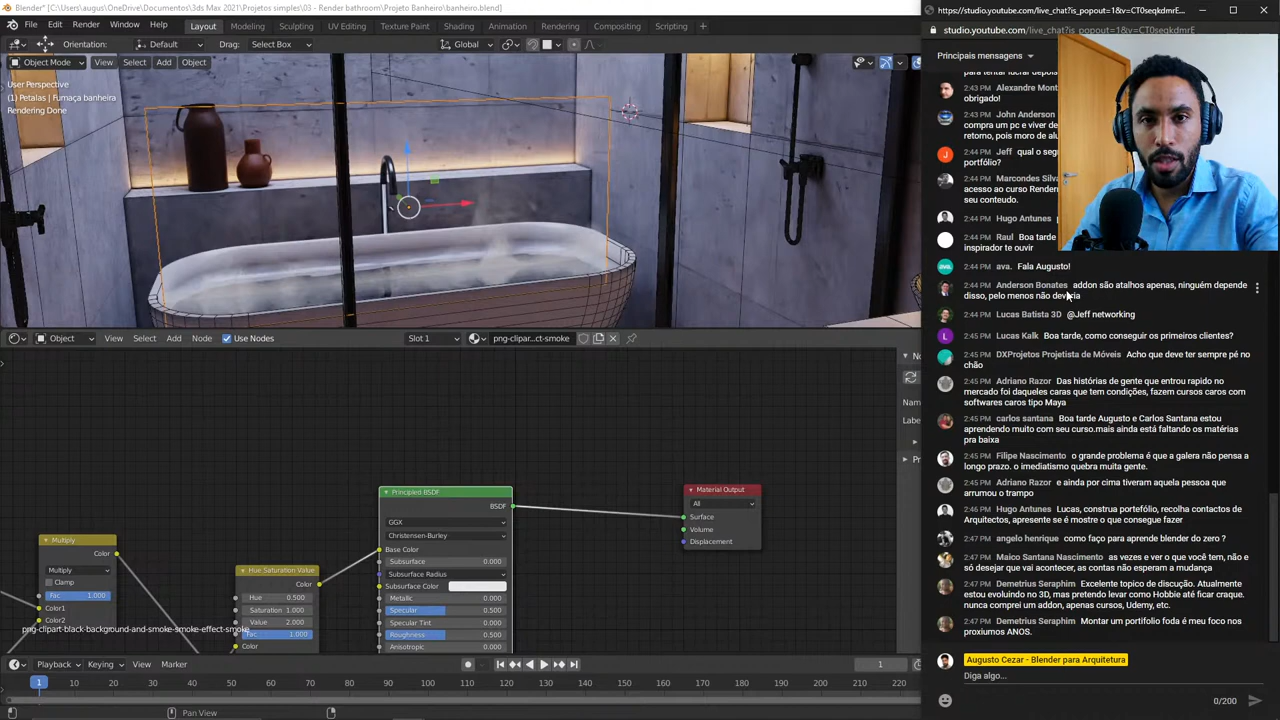 Blender* [C:\Users\augus\OneDrive\Documentos\3ds Max 2021\Projetos simples\03 - Render bathroom\Projeto Banheiro\banheiro.blend]
File Edit Render Window Help Layout Modeling Sculpting UV Editing Texture Paint Shading Animation Rendering Compositing Scripting +
Orientation: Default Drag: Select Box Global
Object Mode View Select Add Object
User Perspective
(1) Petalas | Fumaça banheira
Rendering Done
Object View Select Add Node Use Nodes Slot 1 png-clipar...ct-smoke
Principled BSDF
BSDF
GGX
Christensen-Burley
Base Color
Subsurface 0.000
Subsurface Radius
Subsurface Color
Metallic 0.000
Specular 0.500
Specular Tint 0.000
Roughness 0.500
Anisotropic 0.000
Material Output
All
Surface
Volume
Displacement
Multiply
Color
Multiply
Clamp
Fac 1.000
Color1
Color2
Hue Saturation Value
Color
Hue 0.500
Saturation 1.000
Value 2.000
Fac 1.000
Color
png-clipart-black-background-and-smoke-smoke-effect-smoke
Playback Keying View Marker 1
1 10 20 30 40 50 60 70 80 90 100 110 120 130 140 150 160 170 180 190 200 210 220
Pan View
https://studio.youtube.com/live_chat?is_popout=1&v=CT0seqkdmrE...
studio.youtube.com/live_chat?is_popout=1&v=CT0seqkdmrE
Principais mensagens
para tentar lucrar depois
2:43 PM Alexandre Mont
obrigado!
2:43 PM John Anderson
compra um pc e viver de
retorno, pois moro de alu
2:44 PM Jeff qual o seg
portfólio?
2:44 PM Marcondes Silva
acesso ao curso Render
seu conteudo.
2:44 PM Hugo Antunes
2:44 PM Raul Boa tarde
inspirador te ouvir
2:44 PM ava. Fala Augusto!
2:44 PM Anderson Bonates addon são atalhos apenas, ninguém depende
disso, pelo menos não deveria
2:44 PM Lucas Batista 3D @Jeff networking
2:45 PM Lucas Kalk Boa tarde, como conseguir os primeiros clientes?
2:45 PM DXProjetos Projetista de Móveis Acho que deve ter sempre pé no
chão
2:45 PM Adriano Razor Das histórias de gente que entrou rapido no
mercado foi daqueles caras que tem condições, fazem cursos caros com
softwares caros tipo Maya
2:45 PM carlos santana Boa tarde Augusto e Carlos Santana estou
aprendendo muito com seu curso.mais ainda está faltando os matérias
pra baixa
2:45 PM Filipe Nascimento o grande problema é que a galera não pensa a
longo prazo. o imediatismo quebra muita gente.
2:45 PM Adriano Razor e ainda por cima tiveram aquela pessoa que
arrumou o trampo
2:46 PM Hugo Antunes Lucas, construa portfolio, recolha contactos de
Arquitectos, apresente se é mostre o que consegue fazer
2:47 PM angelo henrique como faço para aprende blender do zero ?
2:47 PM Maico Santana Nascimento as vezes e ver o que você tem, não e
só desejar que vai acontecer, as contas não esperam a mudança
2:47 PM Demetrius Seraphim Excelente topico de discução. Atualmente
estou evoluindo no 3D, mas pretendo levar como Hobbie até ficar craque.
nunca comprei um addon, apenas cursos, Udemy, etc.
2:47 PM Demetrius Seraphim Montar um portifolio foda é meu foco nos
proxiumos ANOS.
Augusto Cezar - Blender para Arquitetura
Diga algo...
0/200